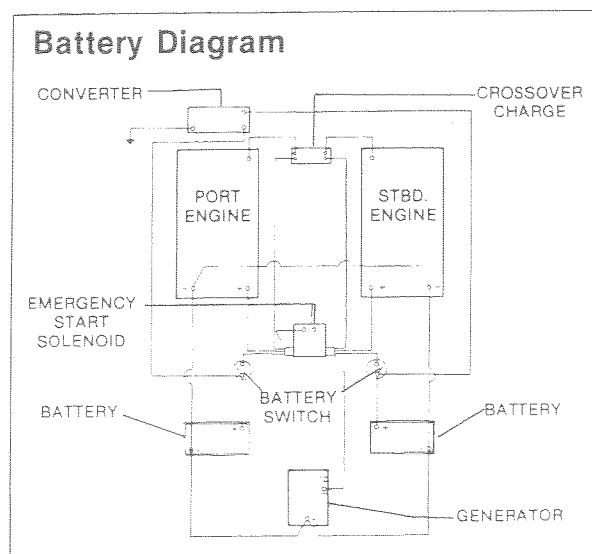 Battery Diagram
CONVERTER
CROSSOVER
CHARGE
PORT
ENGINE
STBD.
ENGINE
EMERGENCY
START
SOLENOID
BATTERY
SWITCH
BATTERY
BATTERY
GENERATOR